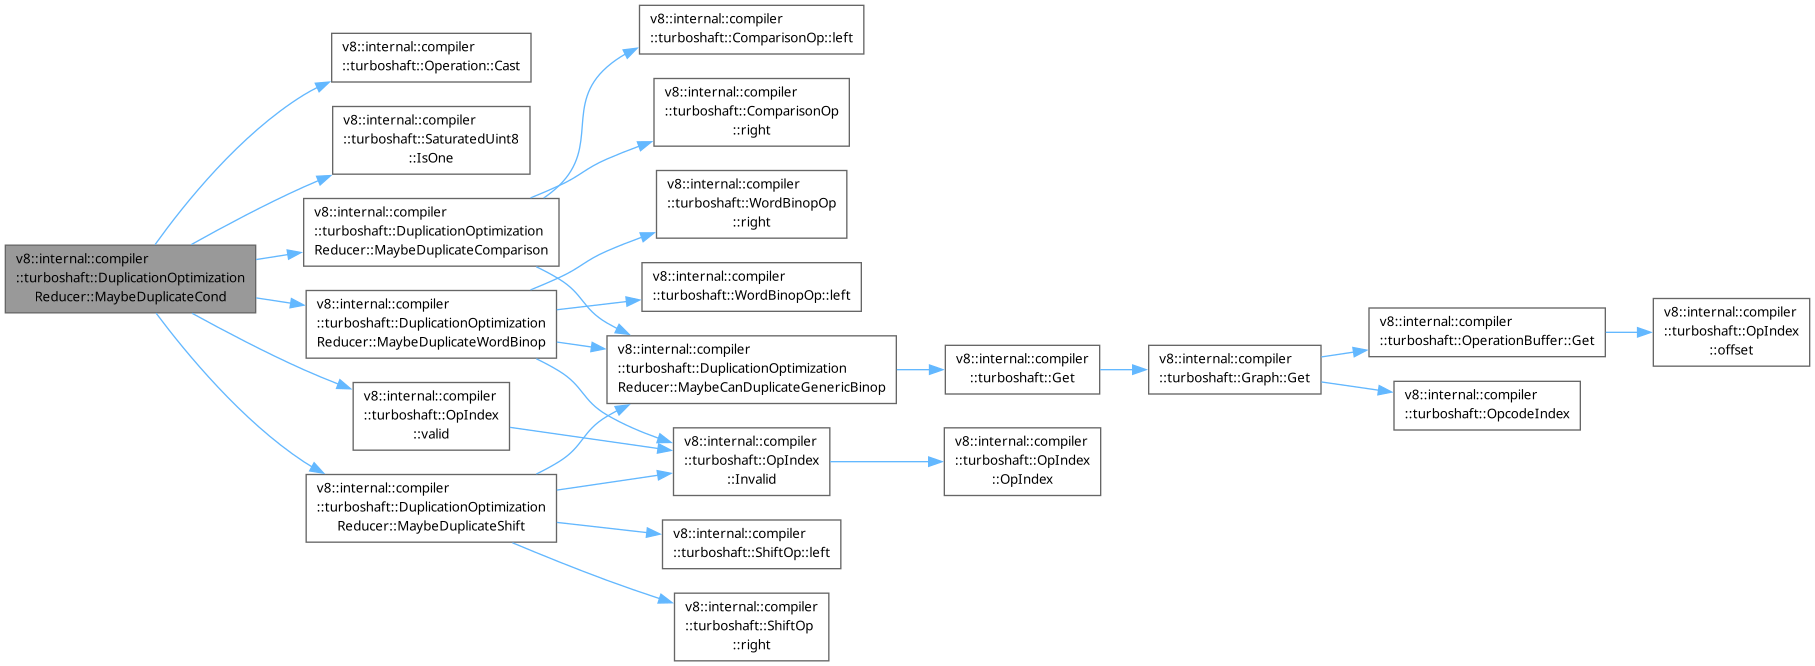 v8::internal::compiler
::turboshaft::DuplicationOptimization
Reducer::MaybeDuplicateCond
v8::internal::compiler
::turboshaft::Operation::Cast
v8::internal::compiler
::turboshaft::SaturatedUint8
::IsOne
v8::internal::compiler
::turboshaft::DuplicationOptimization
Reducer::MaybeDuplicateComparison
v8::internal::compiler
::turboshaft::DuplicationOptimization
Reducer::MaybeDuplicateWordBinop
v8::internal::compiler
::turboshaft::OpIndex
::valid
v8::internal::compiler
::turboshaft::DuplicationOptimization
Reducer::MaybeDuplicateShift
v8::internal::compiler
::turboshaft::ComparisonOp::left
v8::internal::compiler
::turboshaft::ComparisonOp
::right
v8::internal::compiler
::turboshaft::WordBinopOp
::right
v8::internal::compiler
::turboshaft::WordBinopOp::left
v8::internal::compiler
::turboshaft::DuplicationOptimization
Reducer::MaybeCanDuplicateGenericBinop
v8::internal::compiler
::turboshaft::OpIndex
::Invalid
v8::internal::compiler
::turboshaft::ShiftOp::left
v8::internal::compiler
::turboshaft::ShiftOp
::right
v8::internal::compiler
::turboshaft::Get
v8::internal::compiler
::turboshaft::OpIndex
::OpIndex
v8::internal::compiler
::turboshaft::Graph::Get
v8::internal::compiler
::turboshaft::OperationBuffer::Get
v8::internal::compiler
::turboshaft::OpcodeIndex
v8::internal::compiler
::turboshaft::OpIndex
::offset